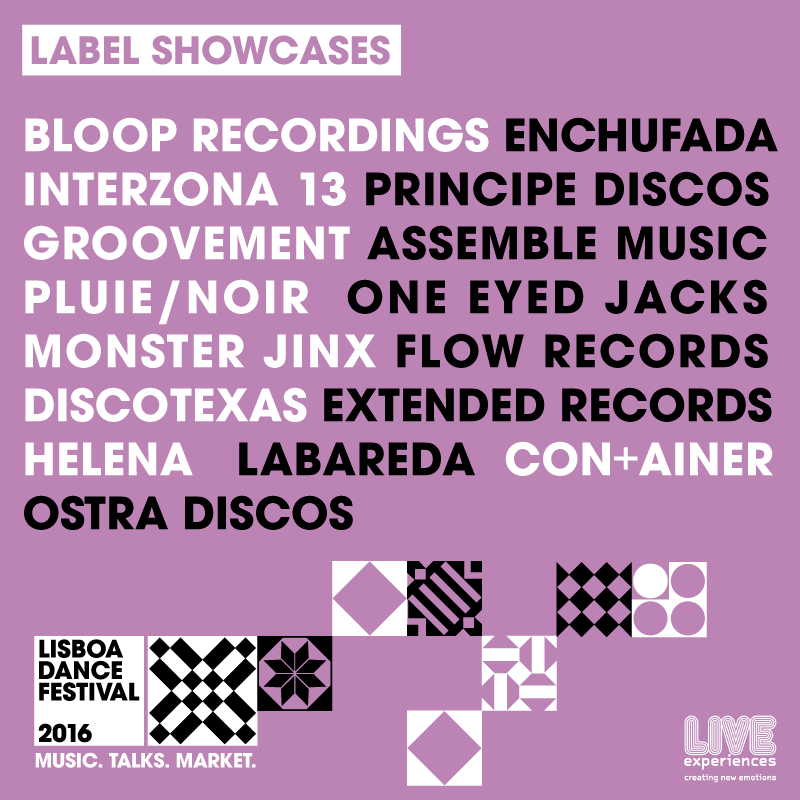 LABEL SHOWCASES
BLOOP RECORDINGS ENCHUFADA
INTERZONA 13 PRINCIPE DISCOS
GROOVEMENT ASSEMBLE MUSIC
PLUIE/NOIR ONE EYED JACKS
MONSTER JINX FLOW RECORDS
DISCOTEXAS EXTENDED RECORDS
HELENA LABAREDA CON+AINER
OSTRA DISCOS
LISBOA
DANCE
FESTIVAL
2016
MUSIC. TALKS. MARKET.
LIVE
experiences
creating new emotions